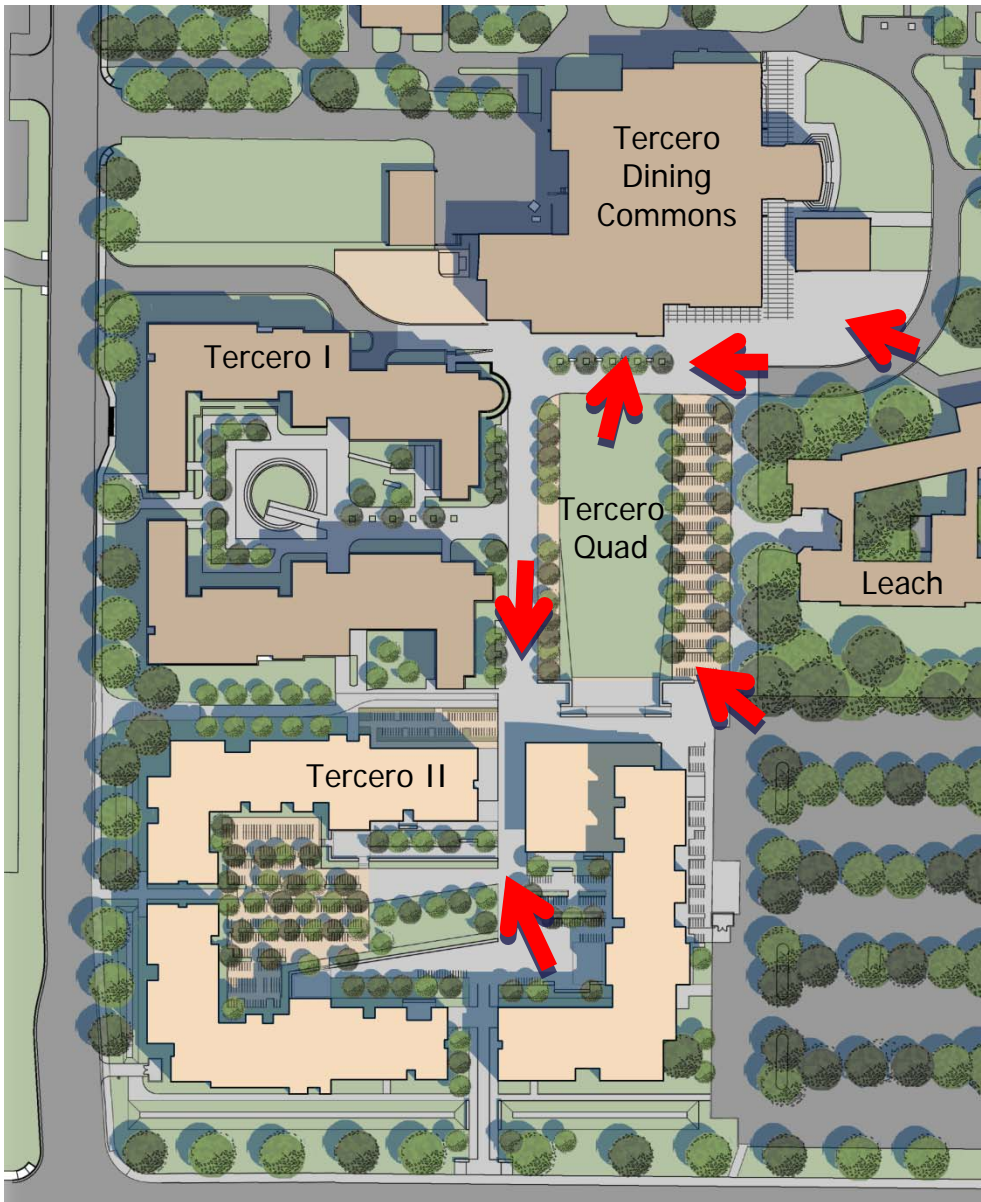 Tercero
Dining
Commons
Tercero I
Tercero
Quad
Leach
Tercero II